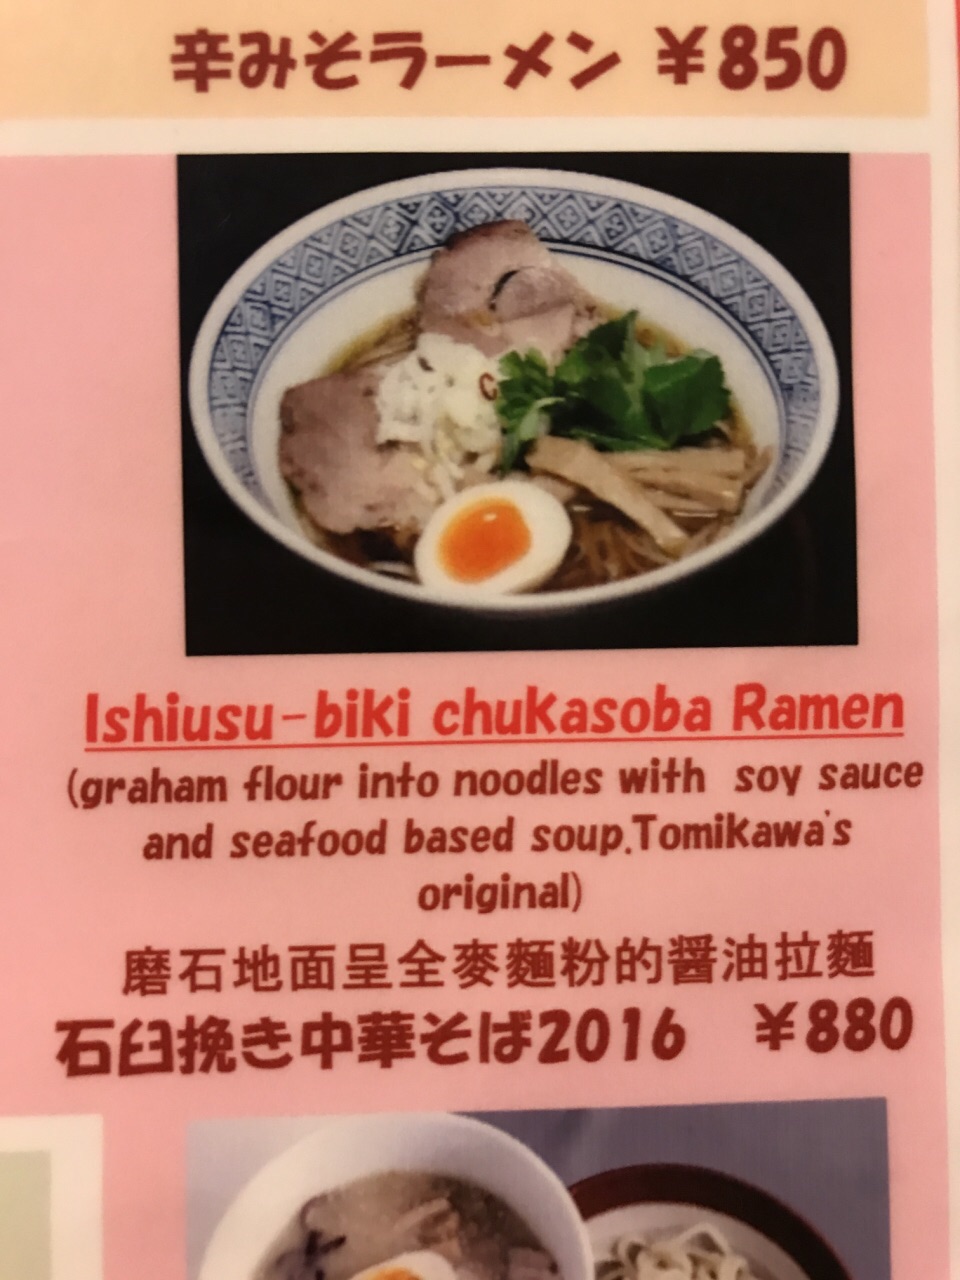 辛みそラーメン ￥850
Ishiusu-biki chukasoba Ramen
(graham flour into noodles with soy sauce
and seafood based soup.Tomikawa's
original)
磨石地面呈全麥麵粉的醤油拉麵
石臼挽き中華そば2016 ￥880